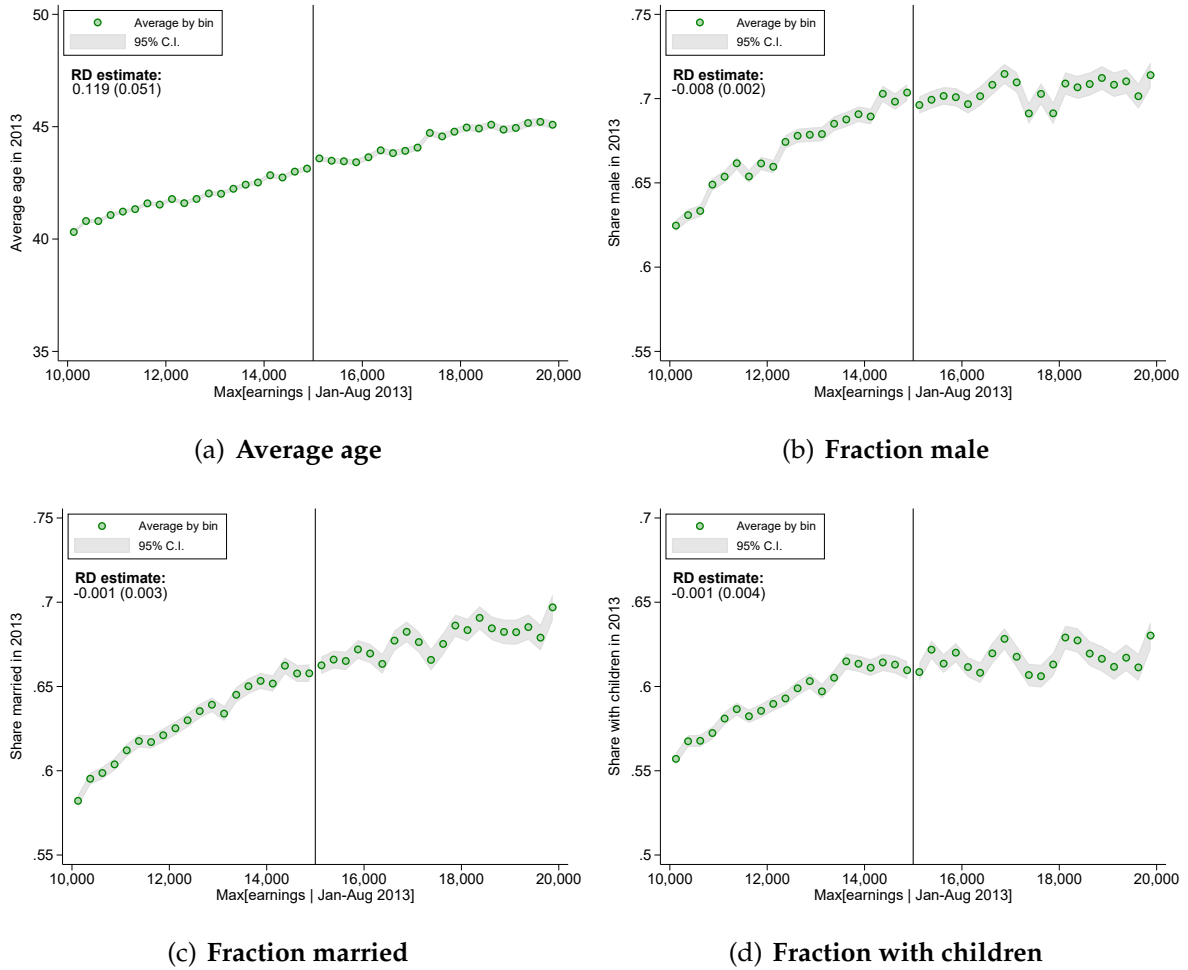 50
45
40
35
Average age in 2013
Average by bin
95% C.I.
RD estimate:
0.119 (0.051)
10,000
12,000
14,000
16,000
18,000
20,000
Max[earnings | Jan-Aug 2013]
(a) Average age
.75
.7
.65
.6
.55
Share male in 2013
Average by bin
95% C.I.
RD estimate:
-0.008 (0.002)
10,000
12,000
14,000
16,000
18,000
20,000
Max[earnings | Jan-Aug 2013]
(b) Fraction male
.75
.7
.65
.6
.55
Share married in 2013
Average by bin
95% C.I.
RD estimate:
-0.001 (0.003)
10,000
12,000
14,000
16,000
18,000
20,000
Max[earnings | Jan-Aug 2013]
(c) Fraction married
.7
.65
.6
.55
.5
Share with children in 2013
Average by bin
95% C.I.
RD estimate:
-0.001 (0.004)
10,000
12,000
14,000
16,000
18,000
20,000
Max[earnings | Jan-Aug 2013]
(d) Fraction with children